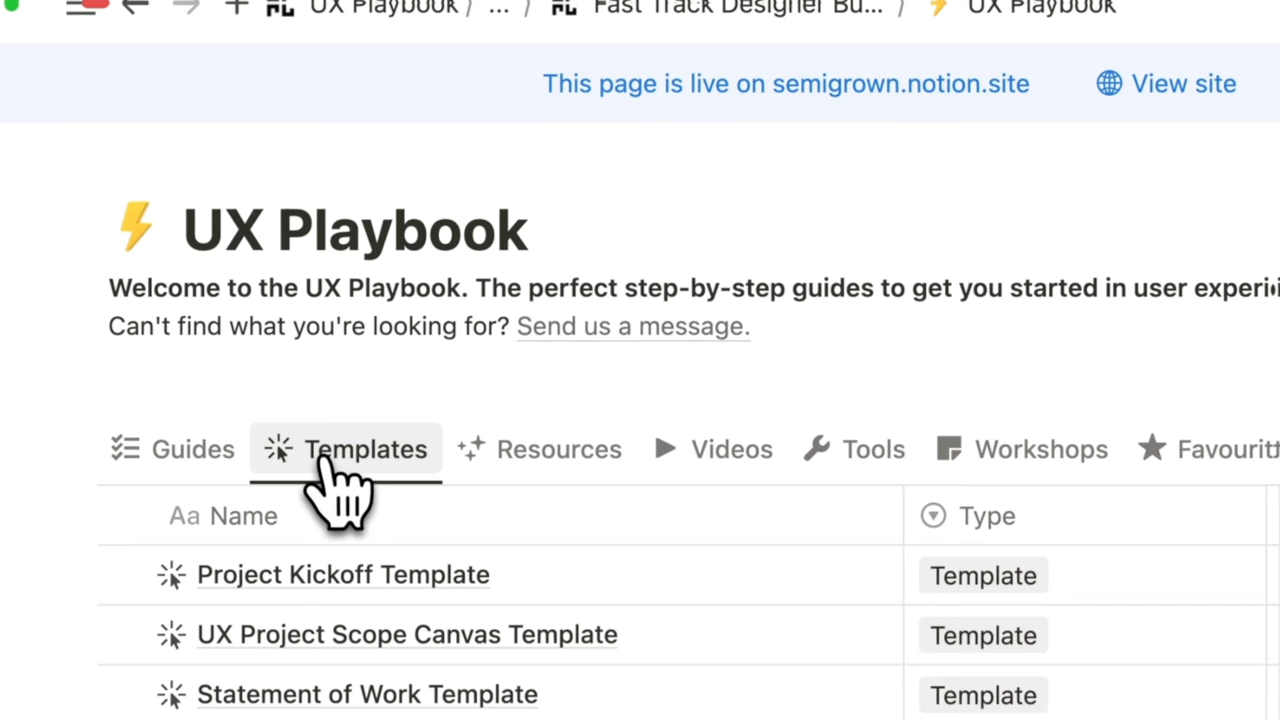 UX Playbook / ... / Fast Track Designer Bu... / UX Playbook
This page is live on semigrown.notion.site View site
UX Playbook
Welcome to the UX Playbook. The perfect step-by-step guides to get you started in user
Can't find what you're looking for? Send us a message.
Guides Templates Resources Videos Tools Workshops
Aa Name Type
Project Kickoff Template Template
UX Project Scope Canvas Template Template
Statement of Work Template Template